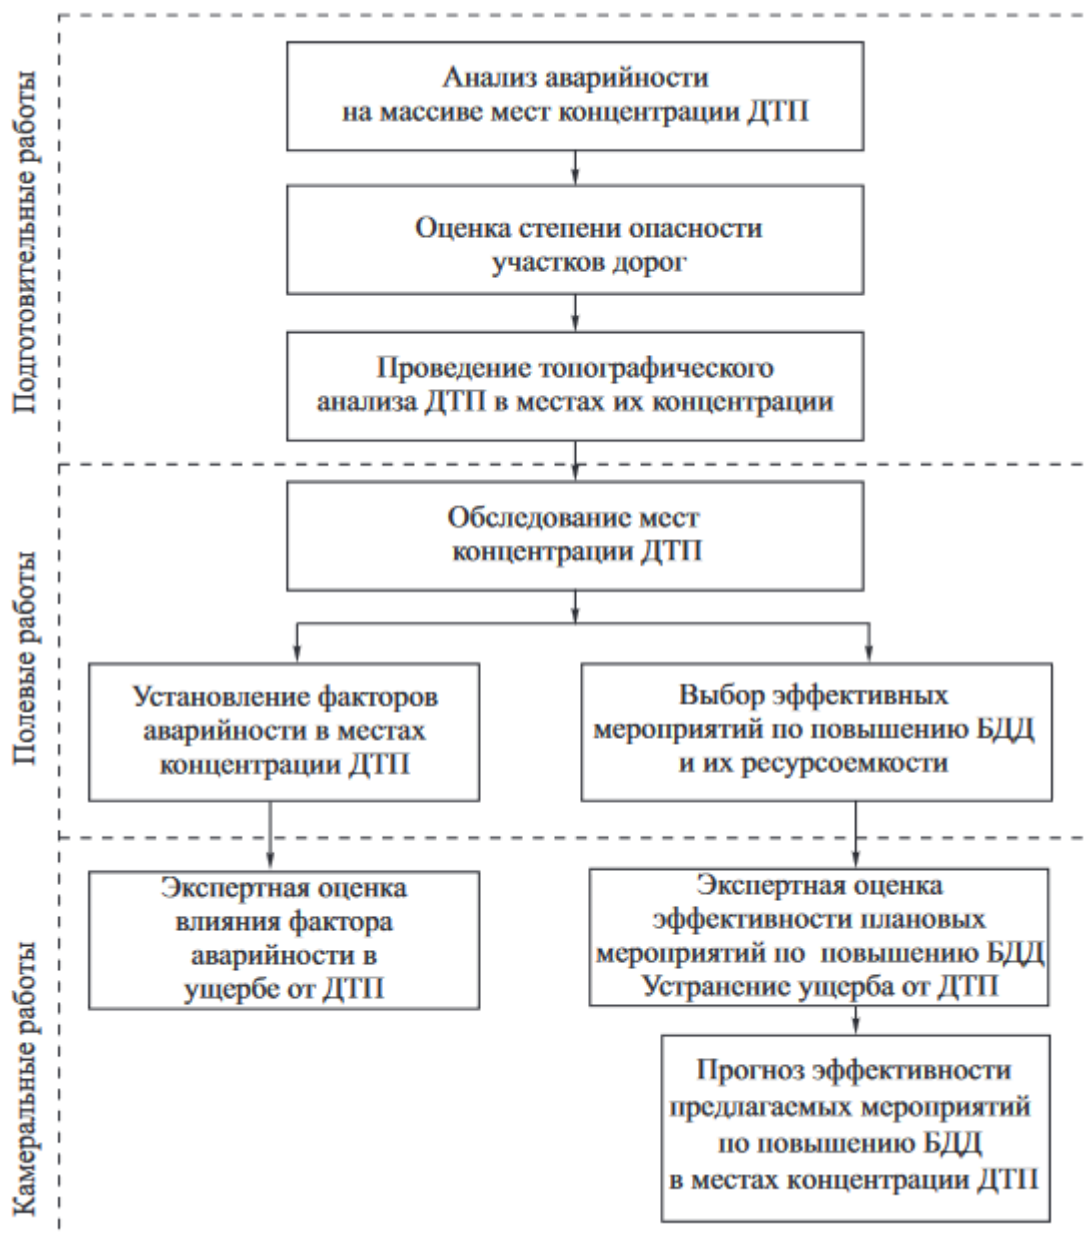 Подготовительные работы
Анализ аварийности
на массиве мест концентрации ДТП
Оценка степени опасности
участков дорог
Проведение топографического
анализа ДТП в местах их концентрации
Полевые работы
Обследование мест
концентрации ДТП
Установление факторов
аварийности в местах
концентрации ДТП
Выбор эффективных
мероприятий по повышению БДД
и их ресурсоемкости
Камеральные работы
Экспертная оценка
влияния фактора
аварийности в
ущербе от ДТП
Экспертная оценка
эффективности плановых
мероприятий по повышению БДД
Устранение ущерба от ДТП
Прогноз эффективности
предлагаемых мероприятий
по повышению БДД
в местах концентрации ДТП